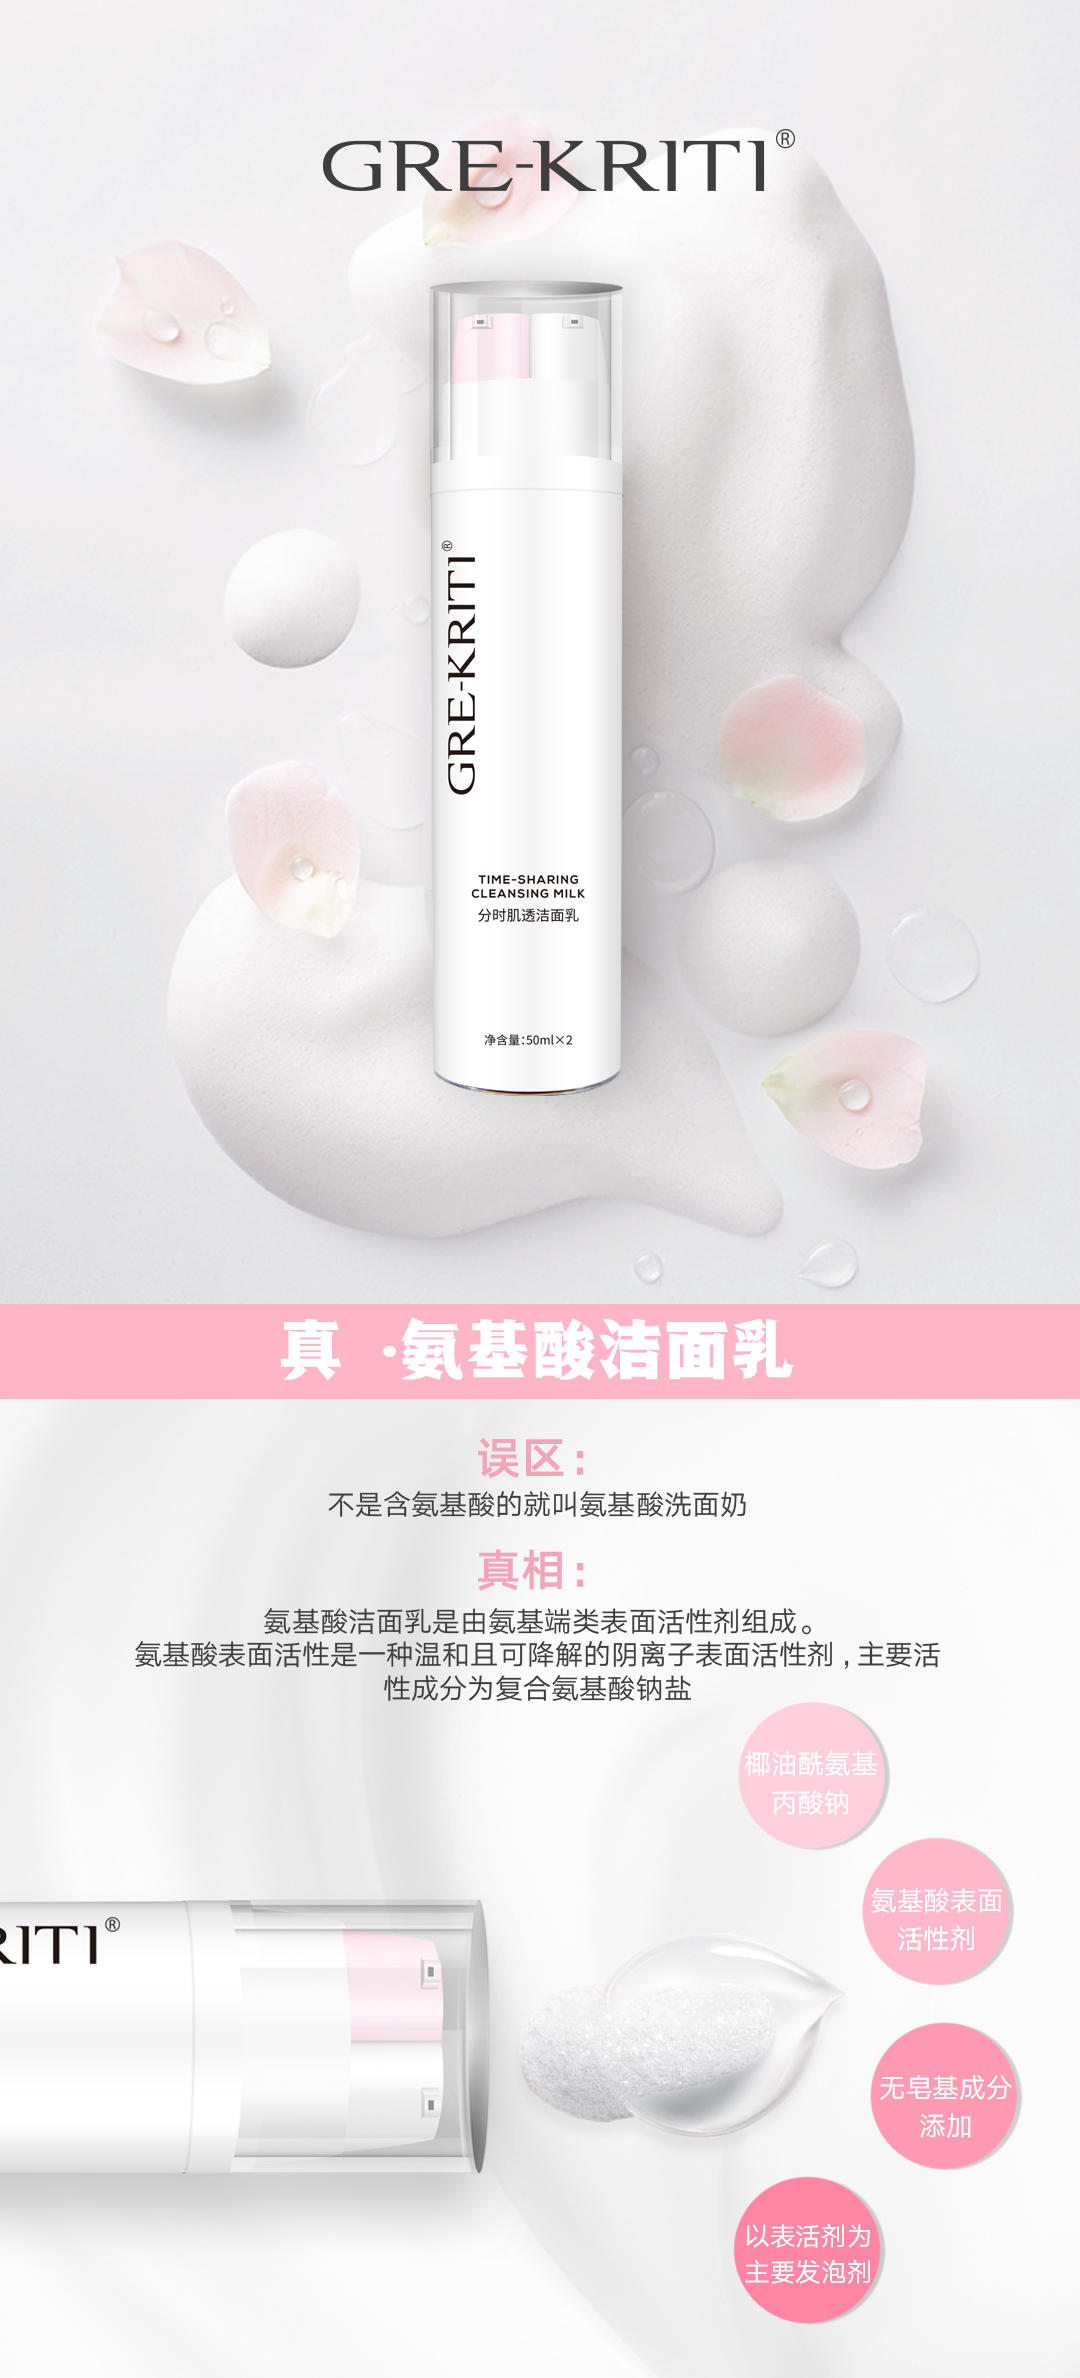 GRE-KRITI®
GRE-KRITI®
TIME-SHARING
CLEANSING MILK
分时肌透洁面乳
净含量:50ml×2
真 ·氨基酸洁面乳
误区:
不是含氨基酸的就叫氨基酸洗面奶
真相:
氨基酸洁面乳是由氨基端类表面活性剂组成。
氨基酸表面活性是一种温和且可降解的阴离子表面活性剂,主要活
性成分为复合氨基酸钠盐
椰油酰氨基
丙酸钠
氨基酸表面
活性剂
RITI®
无皂基成分
添加
以表活剂为
主要发泡剂